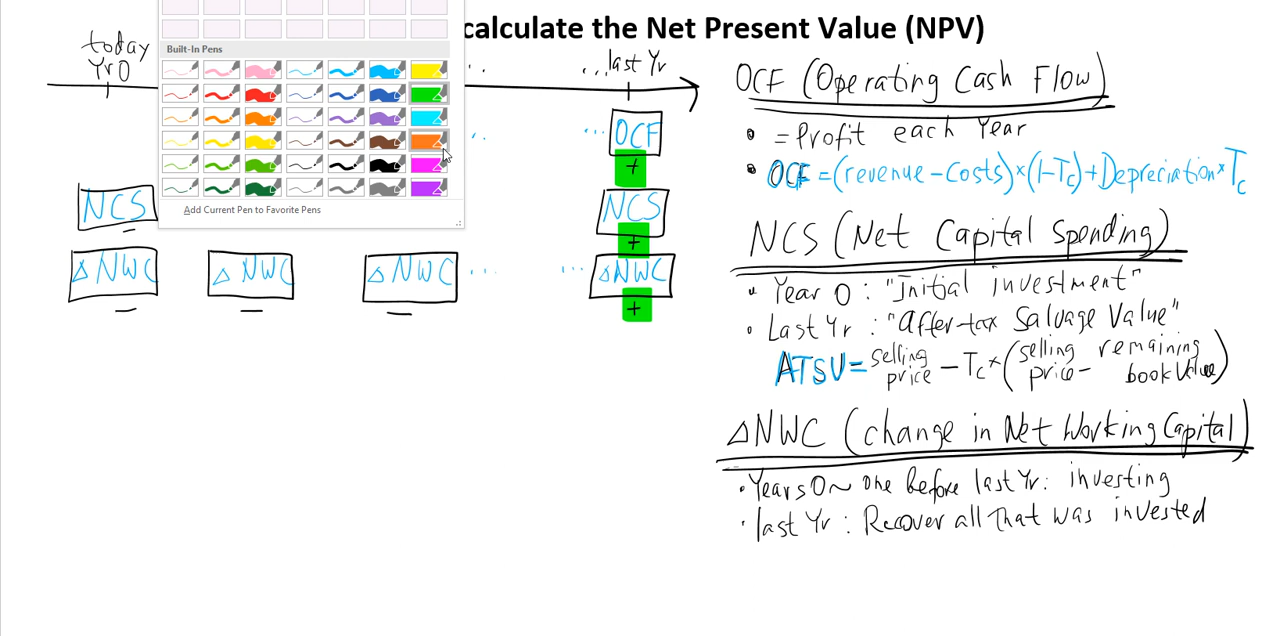 calculate the Net Present Value (NPV)
today
Yr 0
Built-In Pens
Add Current Pen to Favorite Pens
.. ...last Yr
.. ... OCF
+
NCS NCS
- +
ΔNWC ΔNWC ΔNWC ... ... ΔNWC
- - - +
OCF (Operating Cash Flow)
• = Profit each Year
• OCF = (revenue - Costs) × (1-Tc) + Depreciation × Tc
NCS (Net Capital Spending)
• Year 0 : "Initial investment"
• Last Yr : "After-tax Salvage Value"
ATSV = selling price - Tc × (selling price - remaining book Value)
ΔNWC (change in Net Working Capital)
• Years 0 ~ one before last Yr: investing
• last Yr : Recover all that was invested